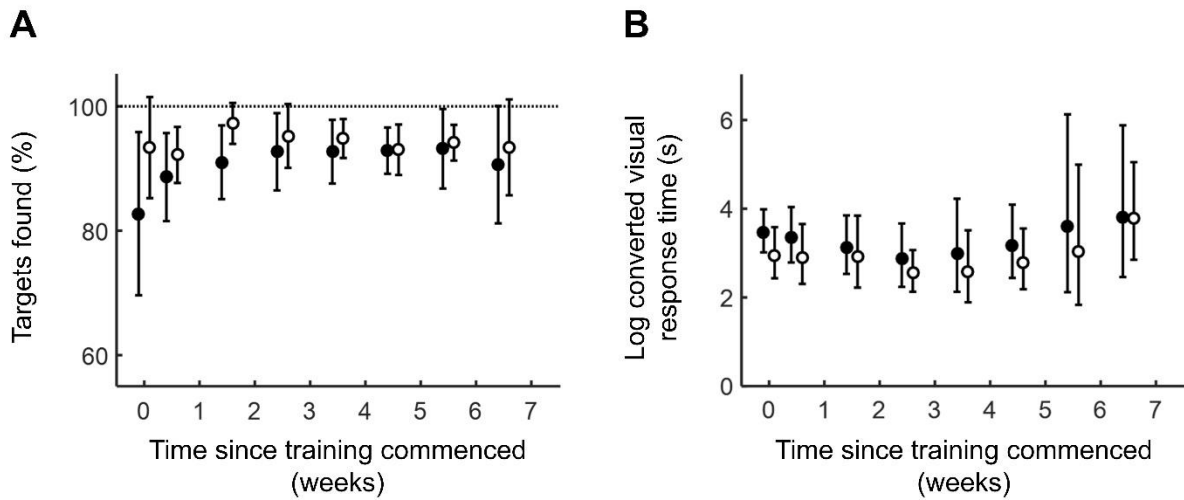 A
Targets found (%)
100
80
60
0 1 2 3 4 5 6 7
Time since training commenced
(weeks)
B
Log converted visual
response time (s)
6
4
2
0
0 1 2 3 4 5 6 7
Time since training commenced
(weeks)